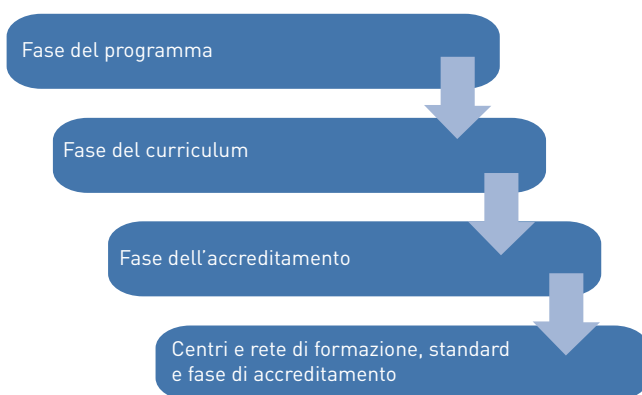 Fase del programma
Fase del curriculum
Fase dell'accreditamento
Centri e rete di formazione, standard
e fase di accreditamento